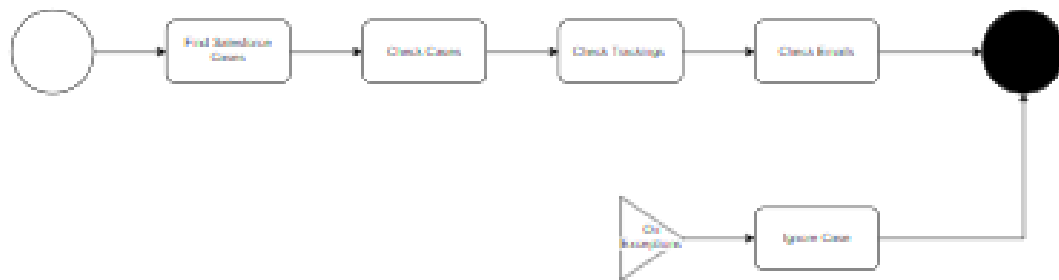 Find Salesforce
Cases
Check Cases
Check Trackings
Check Emails
On
Exceptions
Ignore Case